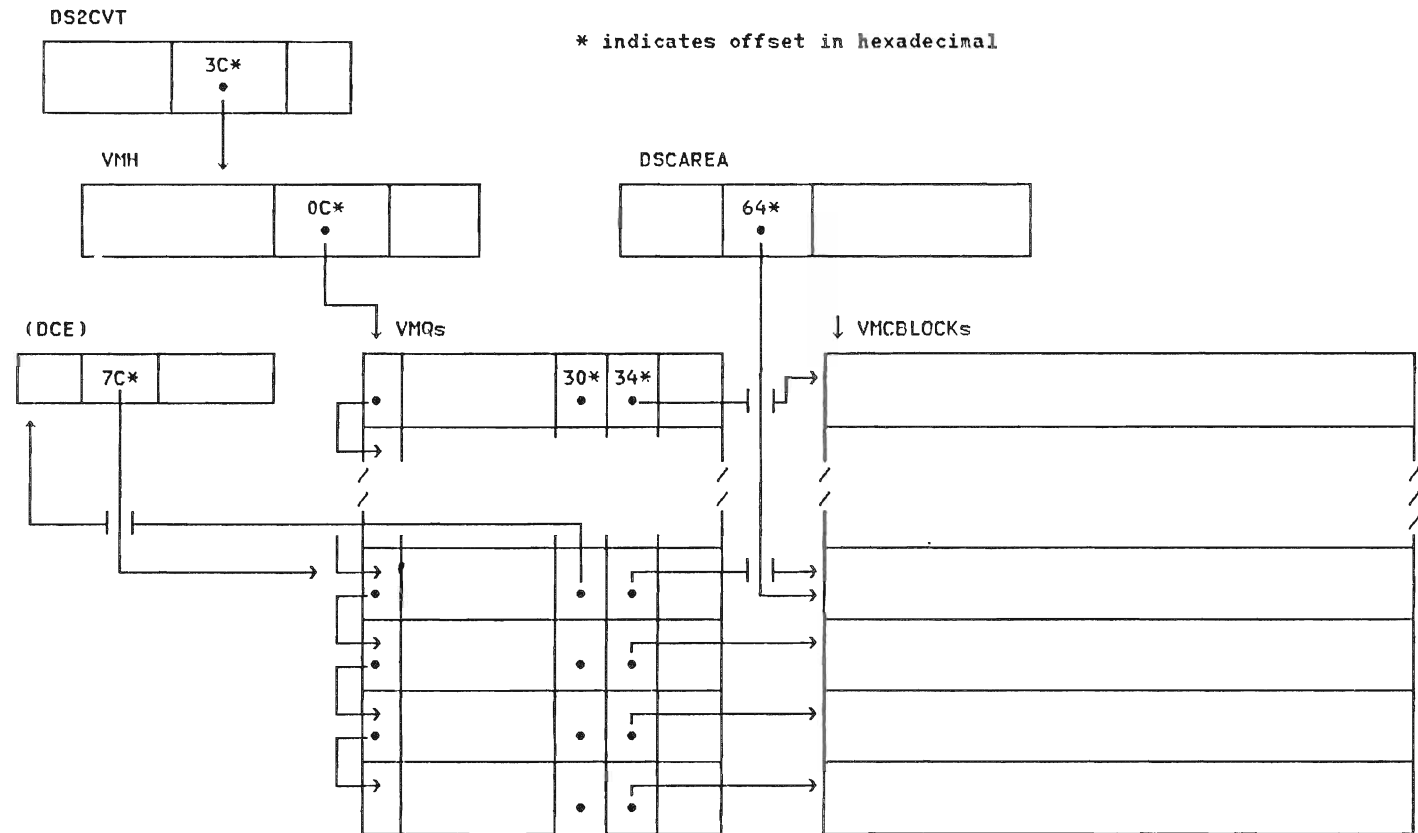 DS2CVT
* indicates offset in hexadecimal
3C*
VMH
DSCAREA
0C*
64*
(DCE)
↓ VMQs
↓ VMCBLOCKs
7C*
30* 34*